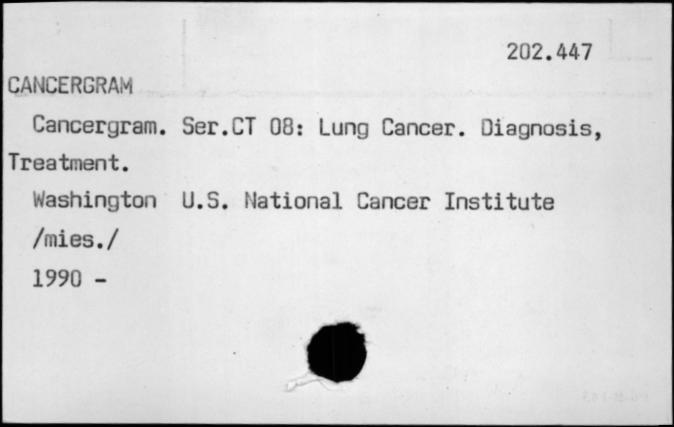 202.447
CANCERGRAM
Cancergram. Ser.CT 08: Lung Cancer. Diagnosis,
Treatment.
Washington U.S. National Cancer Institute
/mies./
1990 -